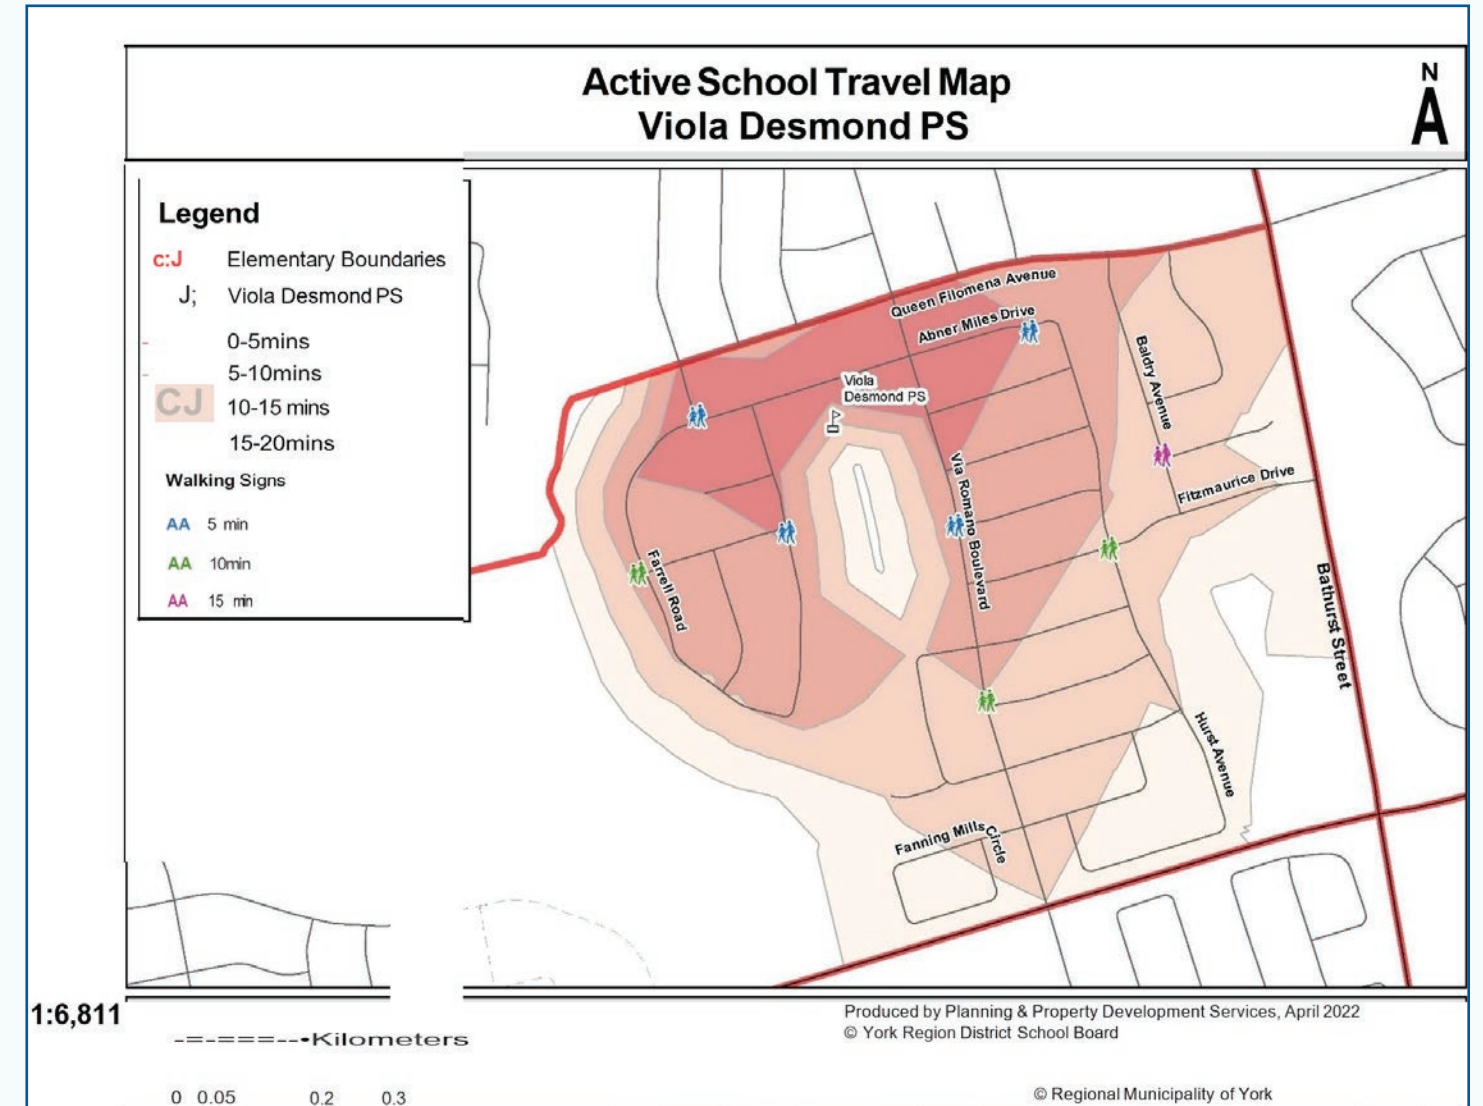 Active School Travel Map
Viola Desmond PS
N
A
Legend
c:J Elementary Boundaries
J; Viola Desmond PS
0-5mins
5-10mins
CJ 10-15 mins
15-20mins
Walking Signs
AA 5 min
AA 10min
AA 15 min
Queen Filomena Avenue
Abner Miles Drive
Viola
Desmond PS
Baldry Avenue
Via Romano Boulevard
Fitzmaurice Drive
Farrell Road
Bathurst Street
Hurst Avenue
Fanning Mills Circle
1:6,811
-=-===--•Kilometers
0 0.05 0.2 0.3
Produced by Planning & Property Development Services, April 2022
© York Region District School Board
© Regional Municipality of York